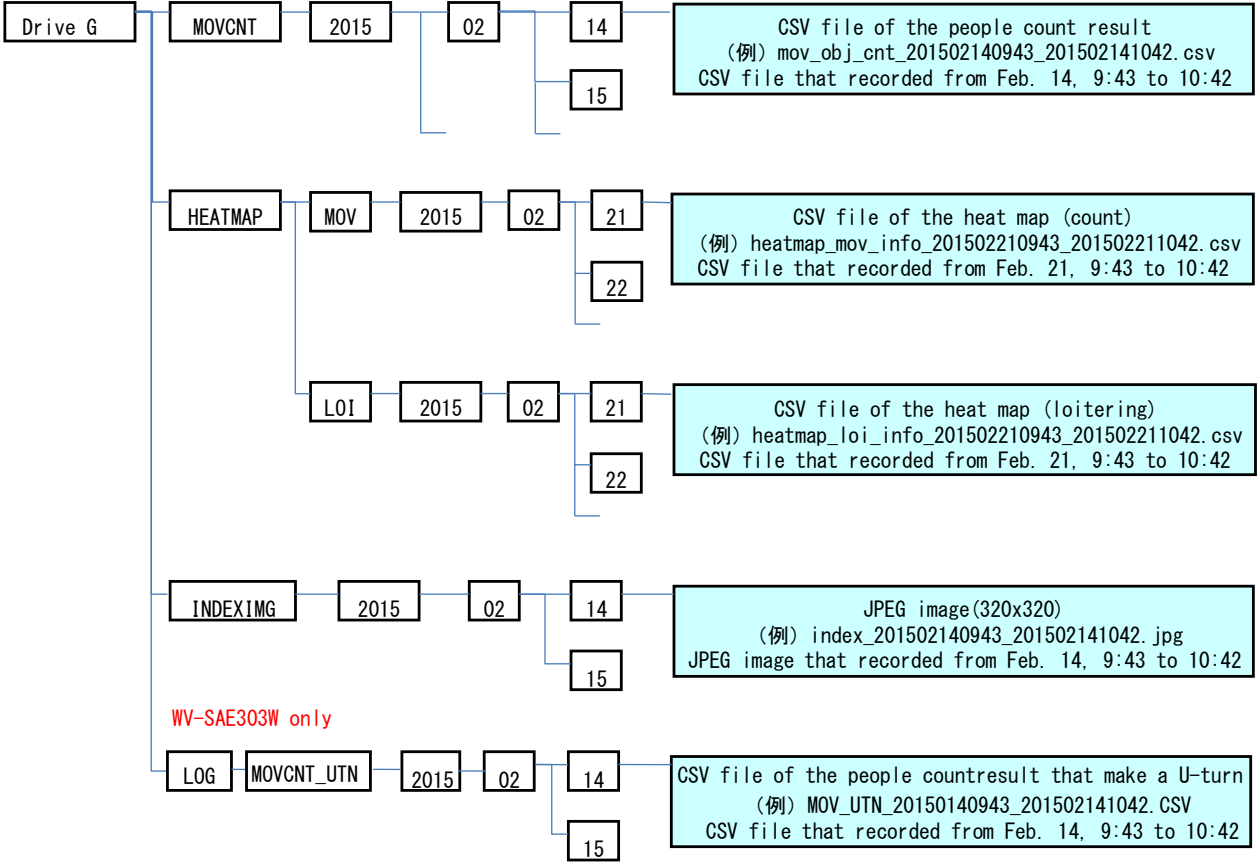 Drive G
MOVCNT
2015
02
14
CSV file of the people count result
(例) mov_obj_cnt_201502140943_201502141042.csv
CSV file that recorded from Feb. 14, 9:43 to 10:42
15
HEATMAP
MOV
2015
02
21
CSV file of the heat map (count)
(例) heatmap_mov_info_201502210943_201502211042.csv
CSV file that recorded from Feb. 21, 9:43 to 10:42
22
LOI
2015
02
21
CSV file of the heat map (loitering)
(例) heatmap_loi_info_201502210943_201502211042.csv
CSV file that recorded from Feb. 21, 9:43 to 10:42
22
INDEXIMG
2015
02
14
JPEG image(320x320)
(例) index_201502140943_201502141042.jpg
JPEG image that recorded from Feb. 14, 9:43 to 10:42
15
WV-SAE303W only
LOG
MOVCNT_UTN
2015
02
14
CSV file of the people countresult that make a U-turn
(例) MOV_UTN_20150140943_201502141042.CSV
CSV file that recorded from Feb. 14, 9:43 to 10:42
15